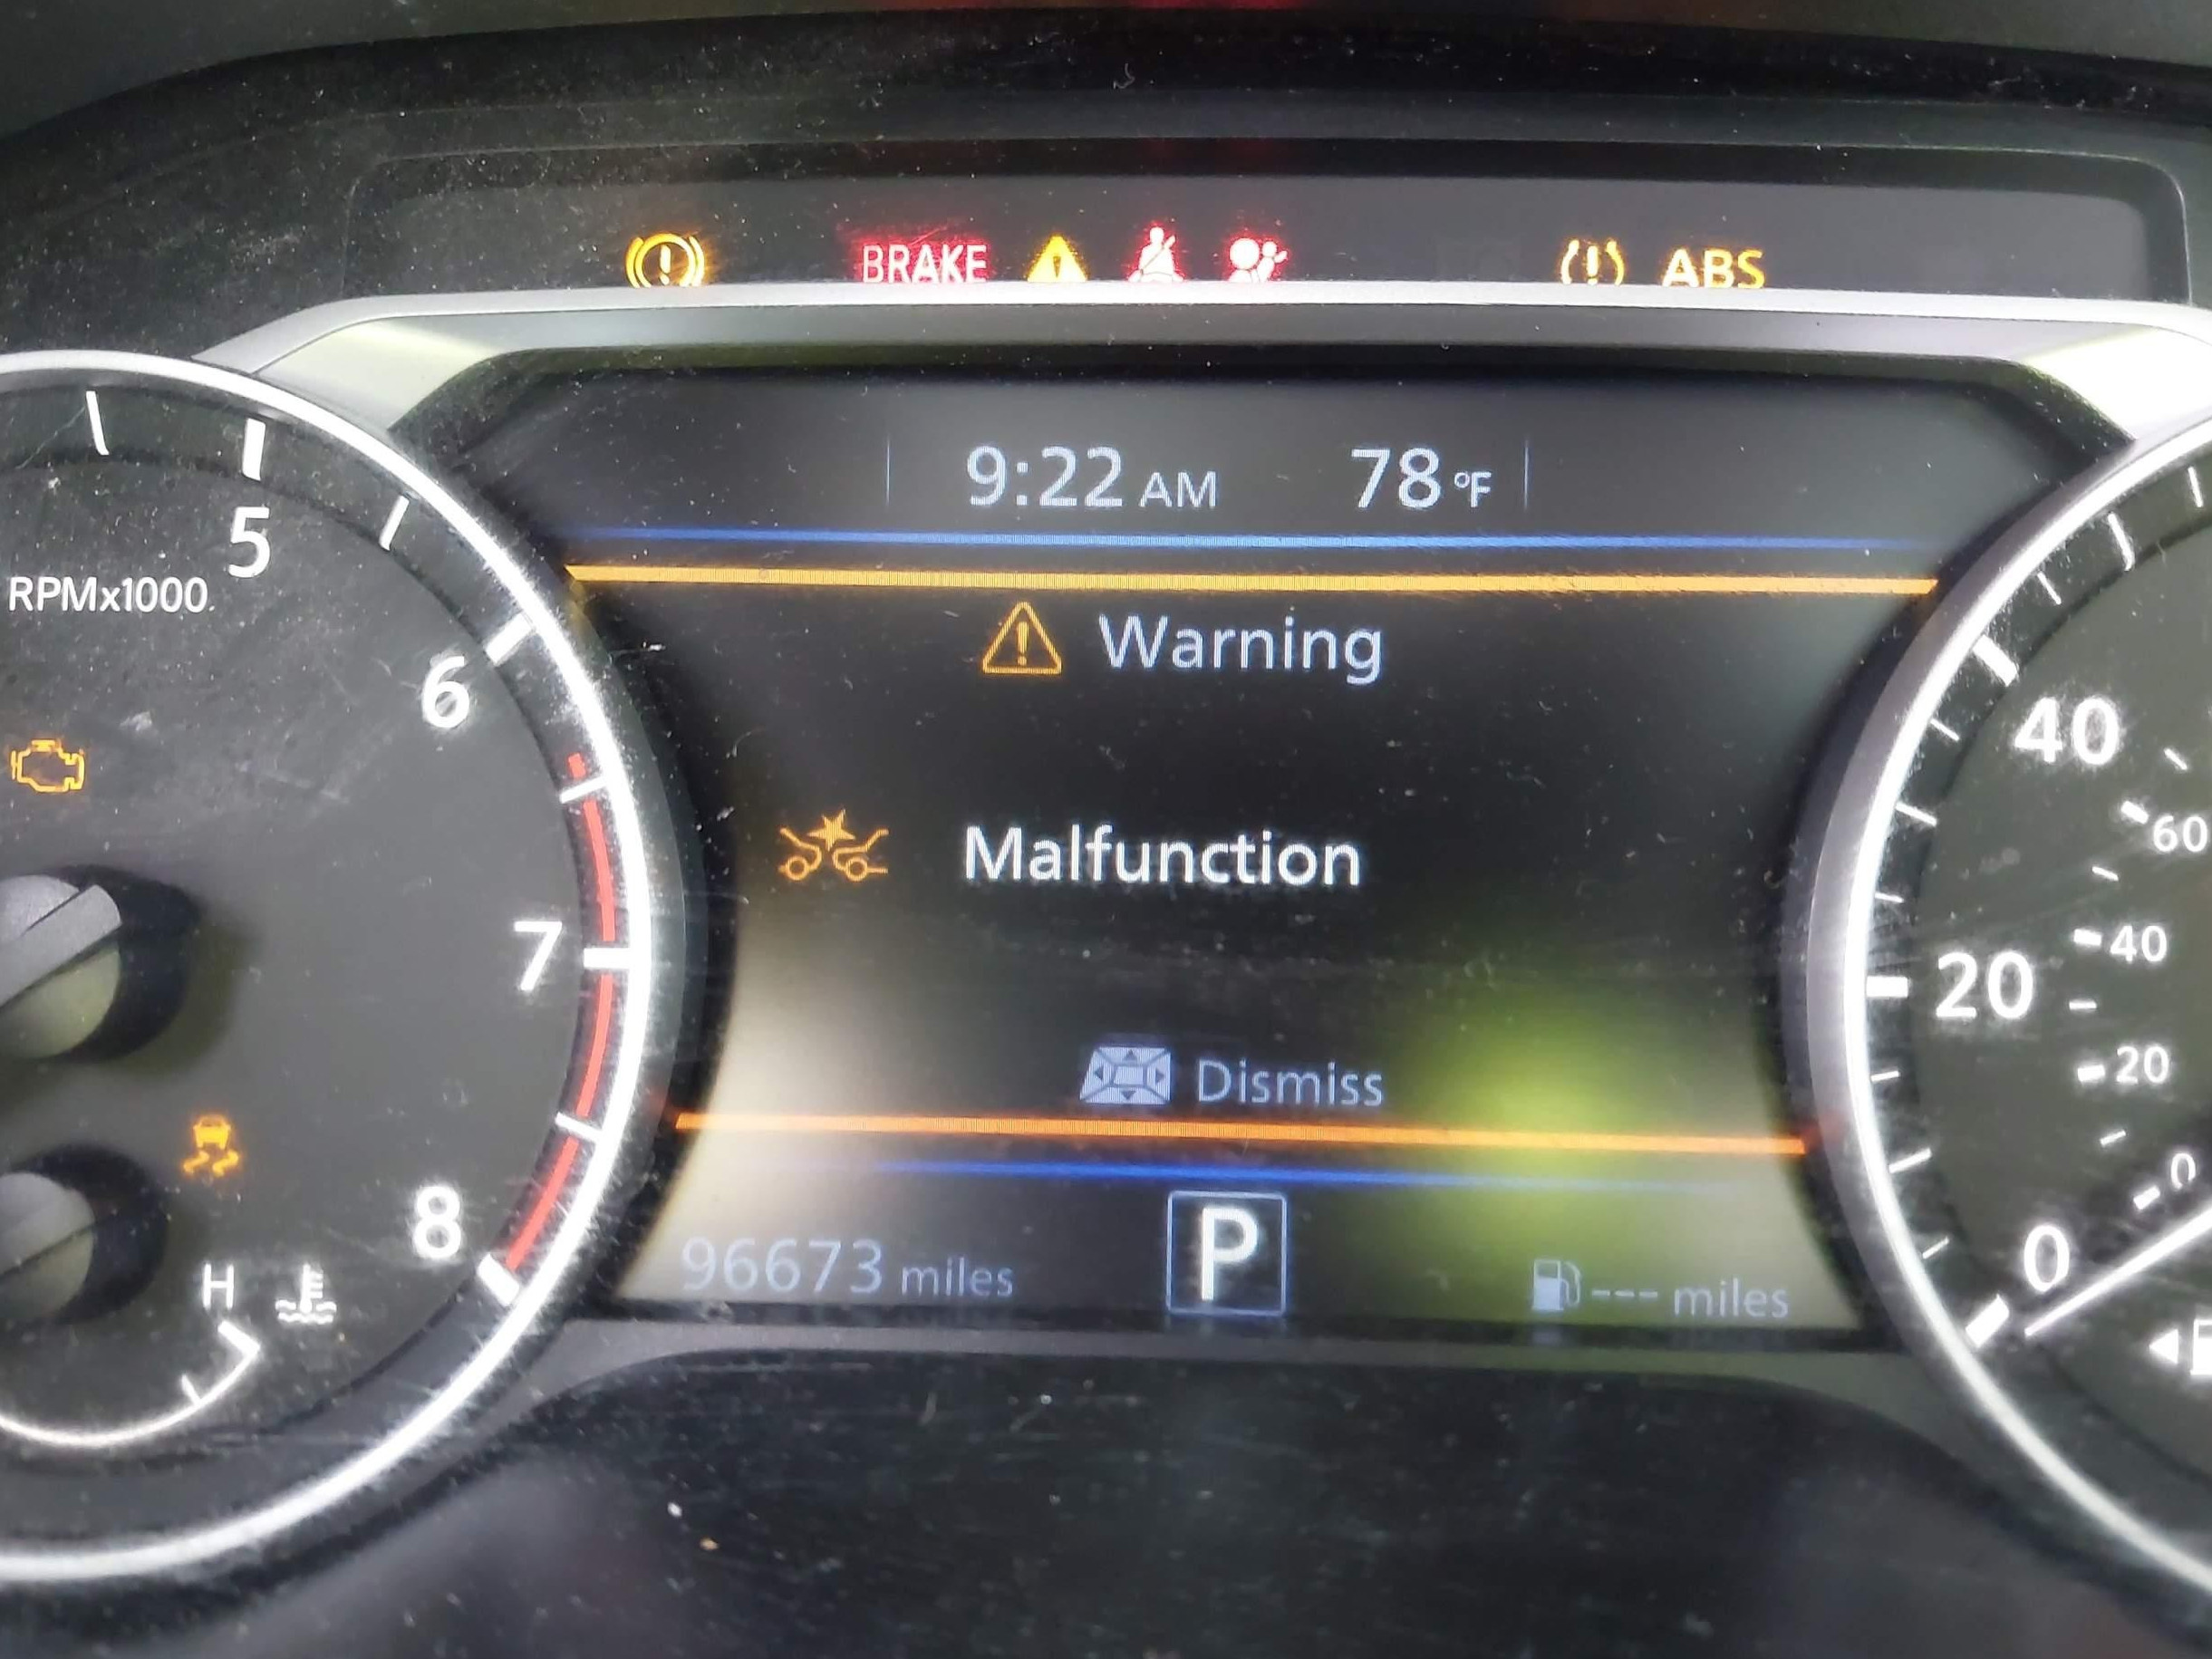 BRAKE
ABS
9:22 AM 78 °F
Warning
Malfunction
Dismiss
96673 miles
P
--- miles
RPMx1000
5
6
7
8
H
40
20
0
60
40
20
0